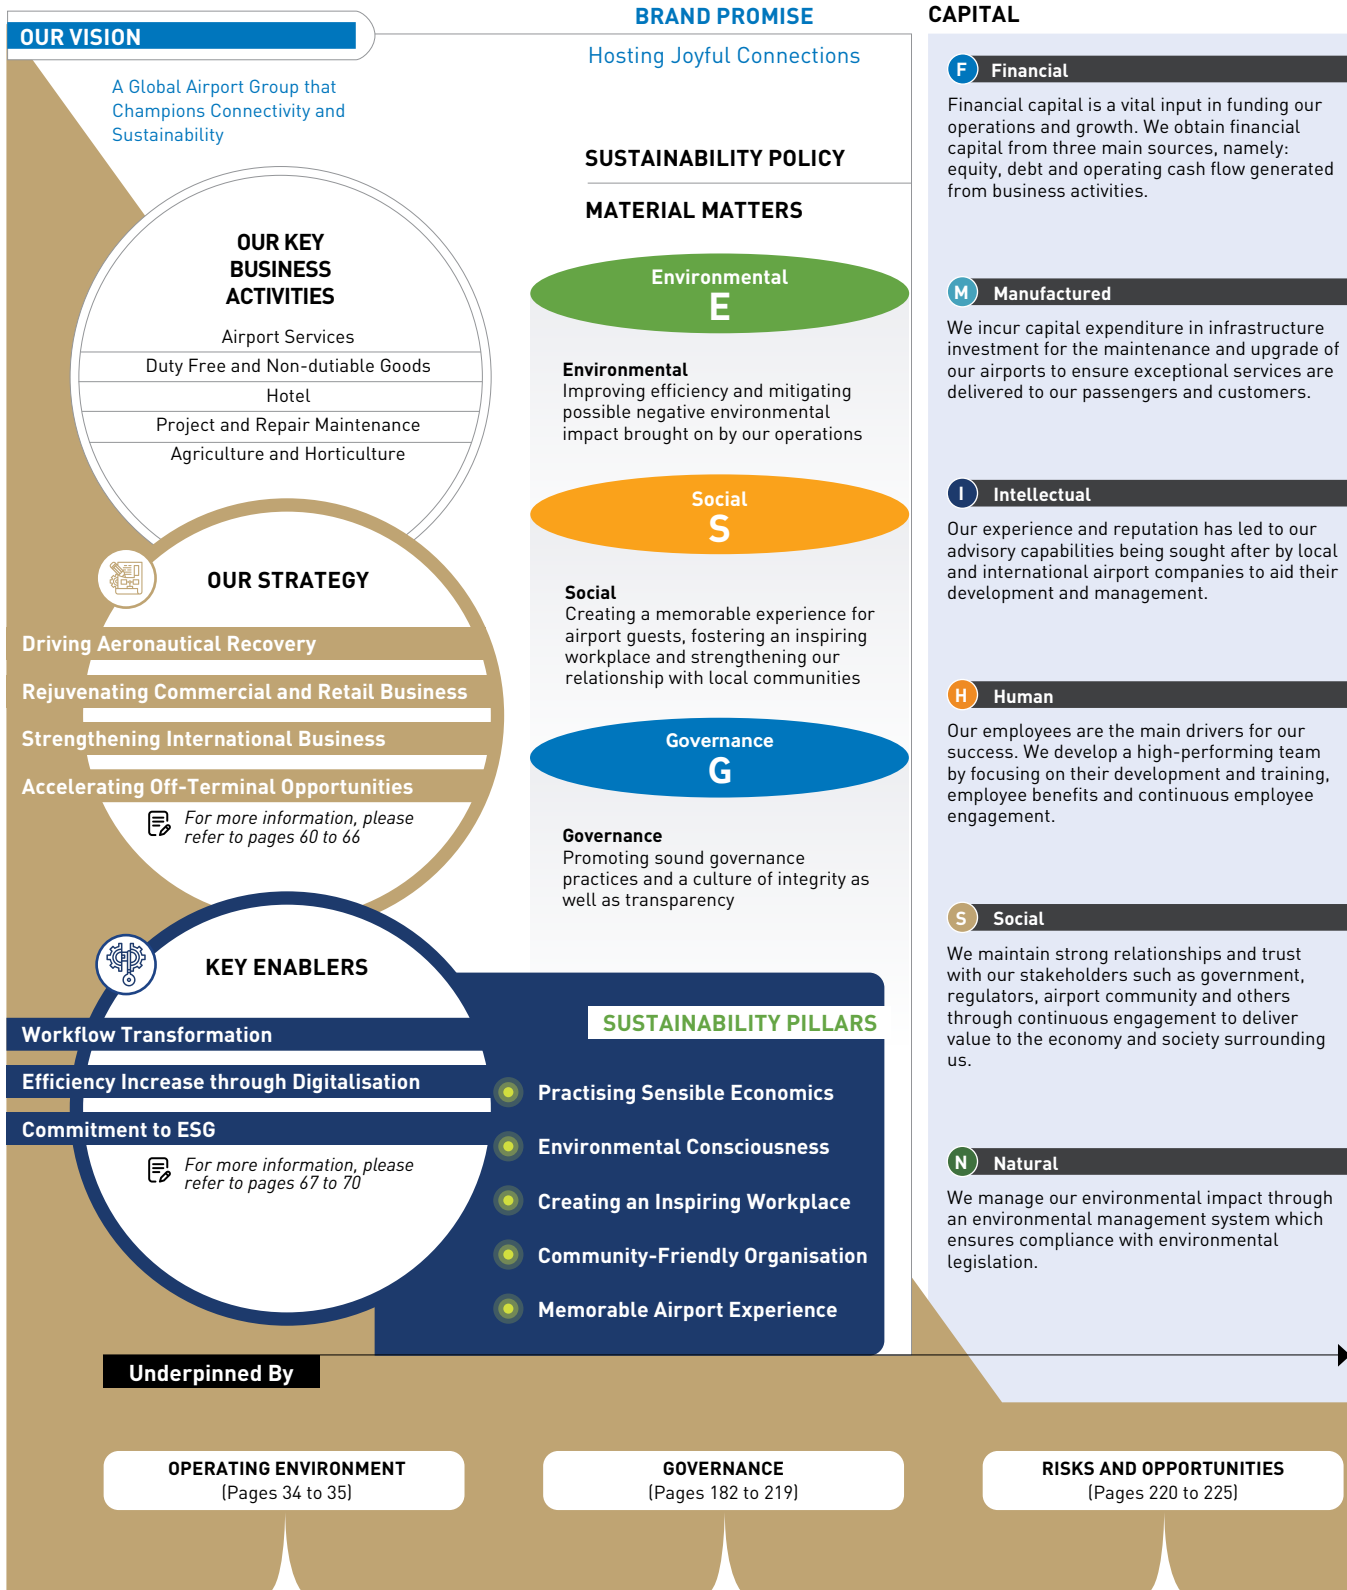 OUR VISION
A Global Airport Group that
Champions Connectivity and
Sustainability
OUR KEY
BUSINESS
ACTIVITIES
Airport Services
Duty Free and Non-dutiable Goods
Hotel
Project and Repair Maintenance
Agriculture and Horticulture
OUR STRATEGY
Driving Aeronautical Recovery
Rejuvenating Commercial and Retail Business
Strengthening International Business
Accelerating Off-Terminal Opportunities
For more information, please
refer to pages 60 to 66
KEY ENABLERS
Workflow Transformation
Efficiency Increase through Digitalisation
Commitment to ESG
For more information, please
refer to pages 67 to 70
BRAND PROMISE
Hosting Joyful Connections
SUSTAINABILITY POLICY
MATERIAL MATTERS
Environmental
E
Environmental
Improving efficiency and mitigating
possible negative environmental
impact brought on by our operations
Social
S
Social
Creating a memorable experience for
airport guests, fostering an inspiring
workplace and strengthening our
relationship with local communities
Governance
G
Governance
Promoting sound governance
practices and a culture of integrity as
well as transparency
SUSTAINABILITY PILLARS
Practising Sensible Economics
Environmental Consciousness
Creating an Inspiring Workplace
Community-Friendly Organisation
Memorable Airport Experience
CAPITAL
F Financial
Financial capital is a vital input in funding our
operations and growth. We obtain financial
capital from three main sources, namely:
equity, debt and operating cash flow generated
from business activities.
M Manufactured
We incur capital expenditure in infrastructure
investment for the maintenance and upgrade of
our airports to ensure exceptional services are
delivered to our passengers and customers.
I Intellectual
Our experience and reputation has led to our
advisory capabilities being sought after by local
and international airport companies to aid their
development and management.
H Human
Our employees are the main drivers for our
success. We develop a high-performing team
by focusing on their development and training,
employee benefits and continuous employee
engagement.
S Social
We maintain strong relationships and trust
with our stakeholders such as government,
regulators, airport community and others
through continuous engagement to deliver
value to the economy and society surrounding
us.
N Natural
We manage our environmental impact through
an environmental management system which
ensures compliance with environmental
legislation.
Underpinned By
OPERATING ENVIRONMENT
(Pages 34 to 35)
GOVERNANCE
(Pages 182 to 219)
RISKS AND OPPORTUNITIES
(Pages 220 to 225)